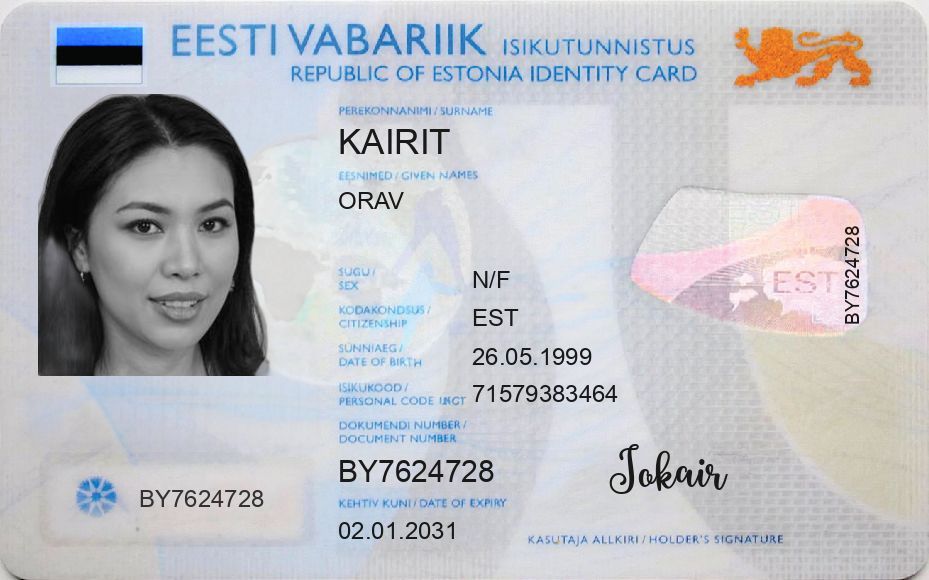 EESTI VABARIIK ISIKUTUNNISTUS
REPUBLIC OF ESTONIA IDENTITY CARD
PEREKONNANIMI / SURNAME
KAIRIT
EESNIMED / GIVEN NAMES
ORAV
SUGU /
SEX
N/F
KODAKONDSUS /
CITIZENSHIP
EST
SÜNNIAEG /
DATE OF BIRTH
26.05.1999
ISIKUKOOD /
PERSONAL CODE
71579383464
DOKUMENDI NUMBER /
DOCUMENT NUMBER
BY7624728
KEHTIV KUNI / DATE OF EXPIRY
02.01.2031
BY7624728
EST
BY7624728
Jokair
KASUTAJA ALLKIRI / HOLDER'S SIGNATURE